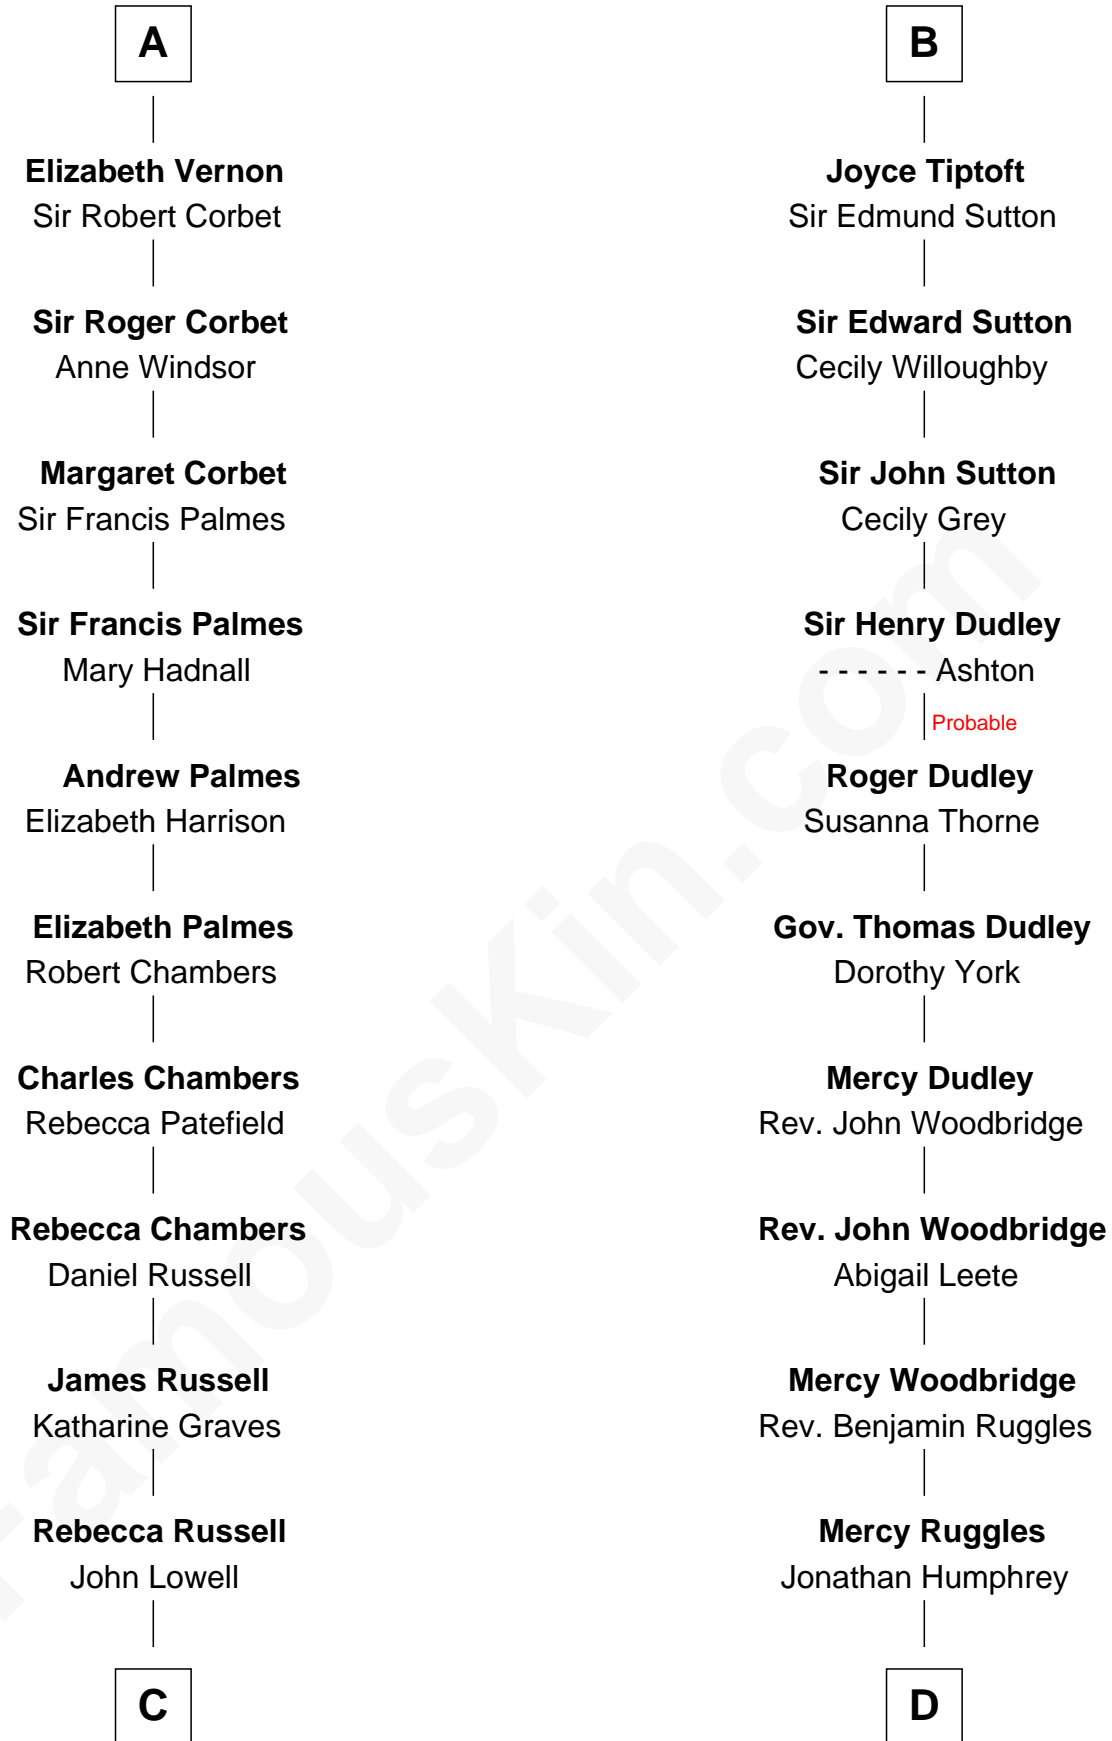 A
Elizabeth Vernon
Sir Robert Corbet
Sir Roger Corbet
Anne Windsor
Margaret Corbet
Sir Francis Palmes
Sir Francis Palmes
Mary Hadnall
Andrew Palmes
Elizabeth Harrison
Elizabeth Palmes
Robert Chambers
Charles Chambers
Rebecca Patefield
Rebecca Chambers
Daniel Russell
James Russell
Katharine Graves
Rebecca Russell
John Lowell
C
B
Joyce Tiptoft
Sir Edmund Sutton
Sir Edward Sutton
Cecily Willoughby
Sir John Sutton
Cecily Grey
Sir Henry Dudley
- - - - - - Ashton
Probable
Roger Dudley
Susanna Thorne
Gov. Thomas Dudley
Dorothy York
Mercy Dudley
Rev. John Woodbridge
Rev. John Woodbridge
Abigail Leete
Mercy Woodbridge
Rev. Benjamin Ruggles
Mercy Ruggles
Jonathan Humphrey
D
FamousKin.com